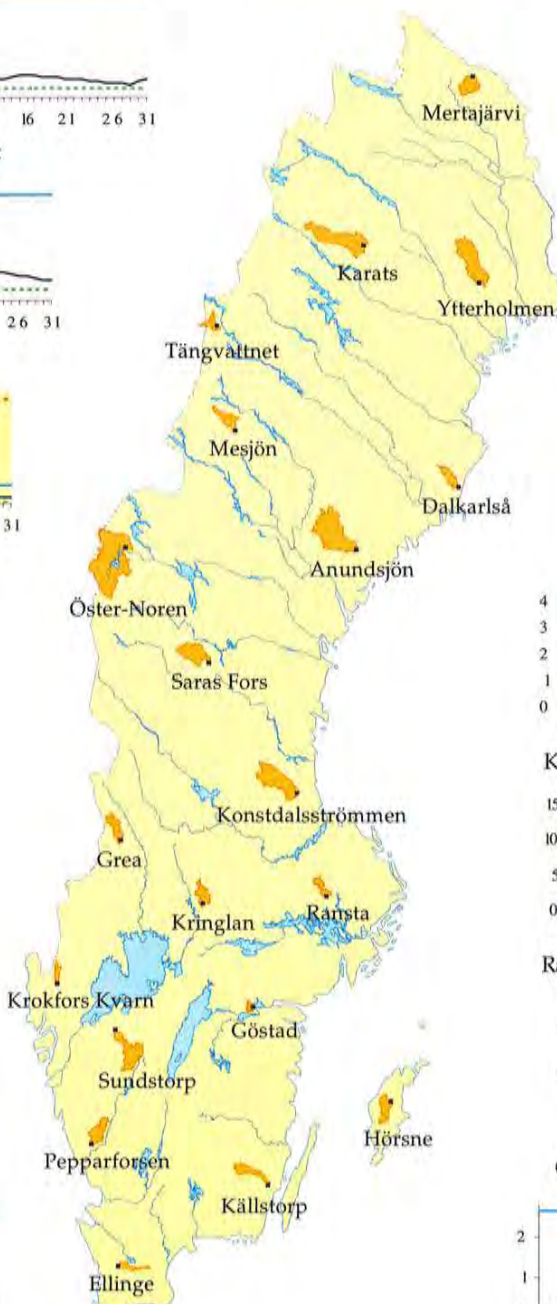 Mertajärvi
16 21 26 31
Karats
Ytterholmen
26 31
Tängvattnet
Mesjön
Dalkarlså
31
Anundsjön
Öster-Noren
4
3
2
1
0
Saras Fors
K
15
10
5
0
Konstdalsströmmen
Grea
Kringlan
Ransta
R
Krokfors Kvarn
Göstad
Sundstorp
Hörsne
Pepparforsen
Källstorp
2
1
Ellinge